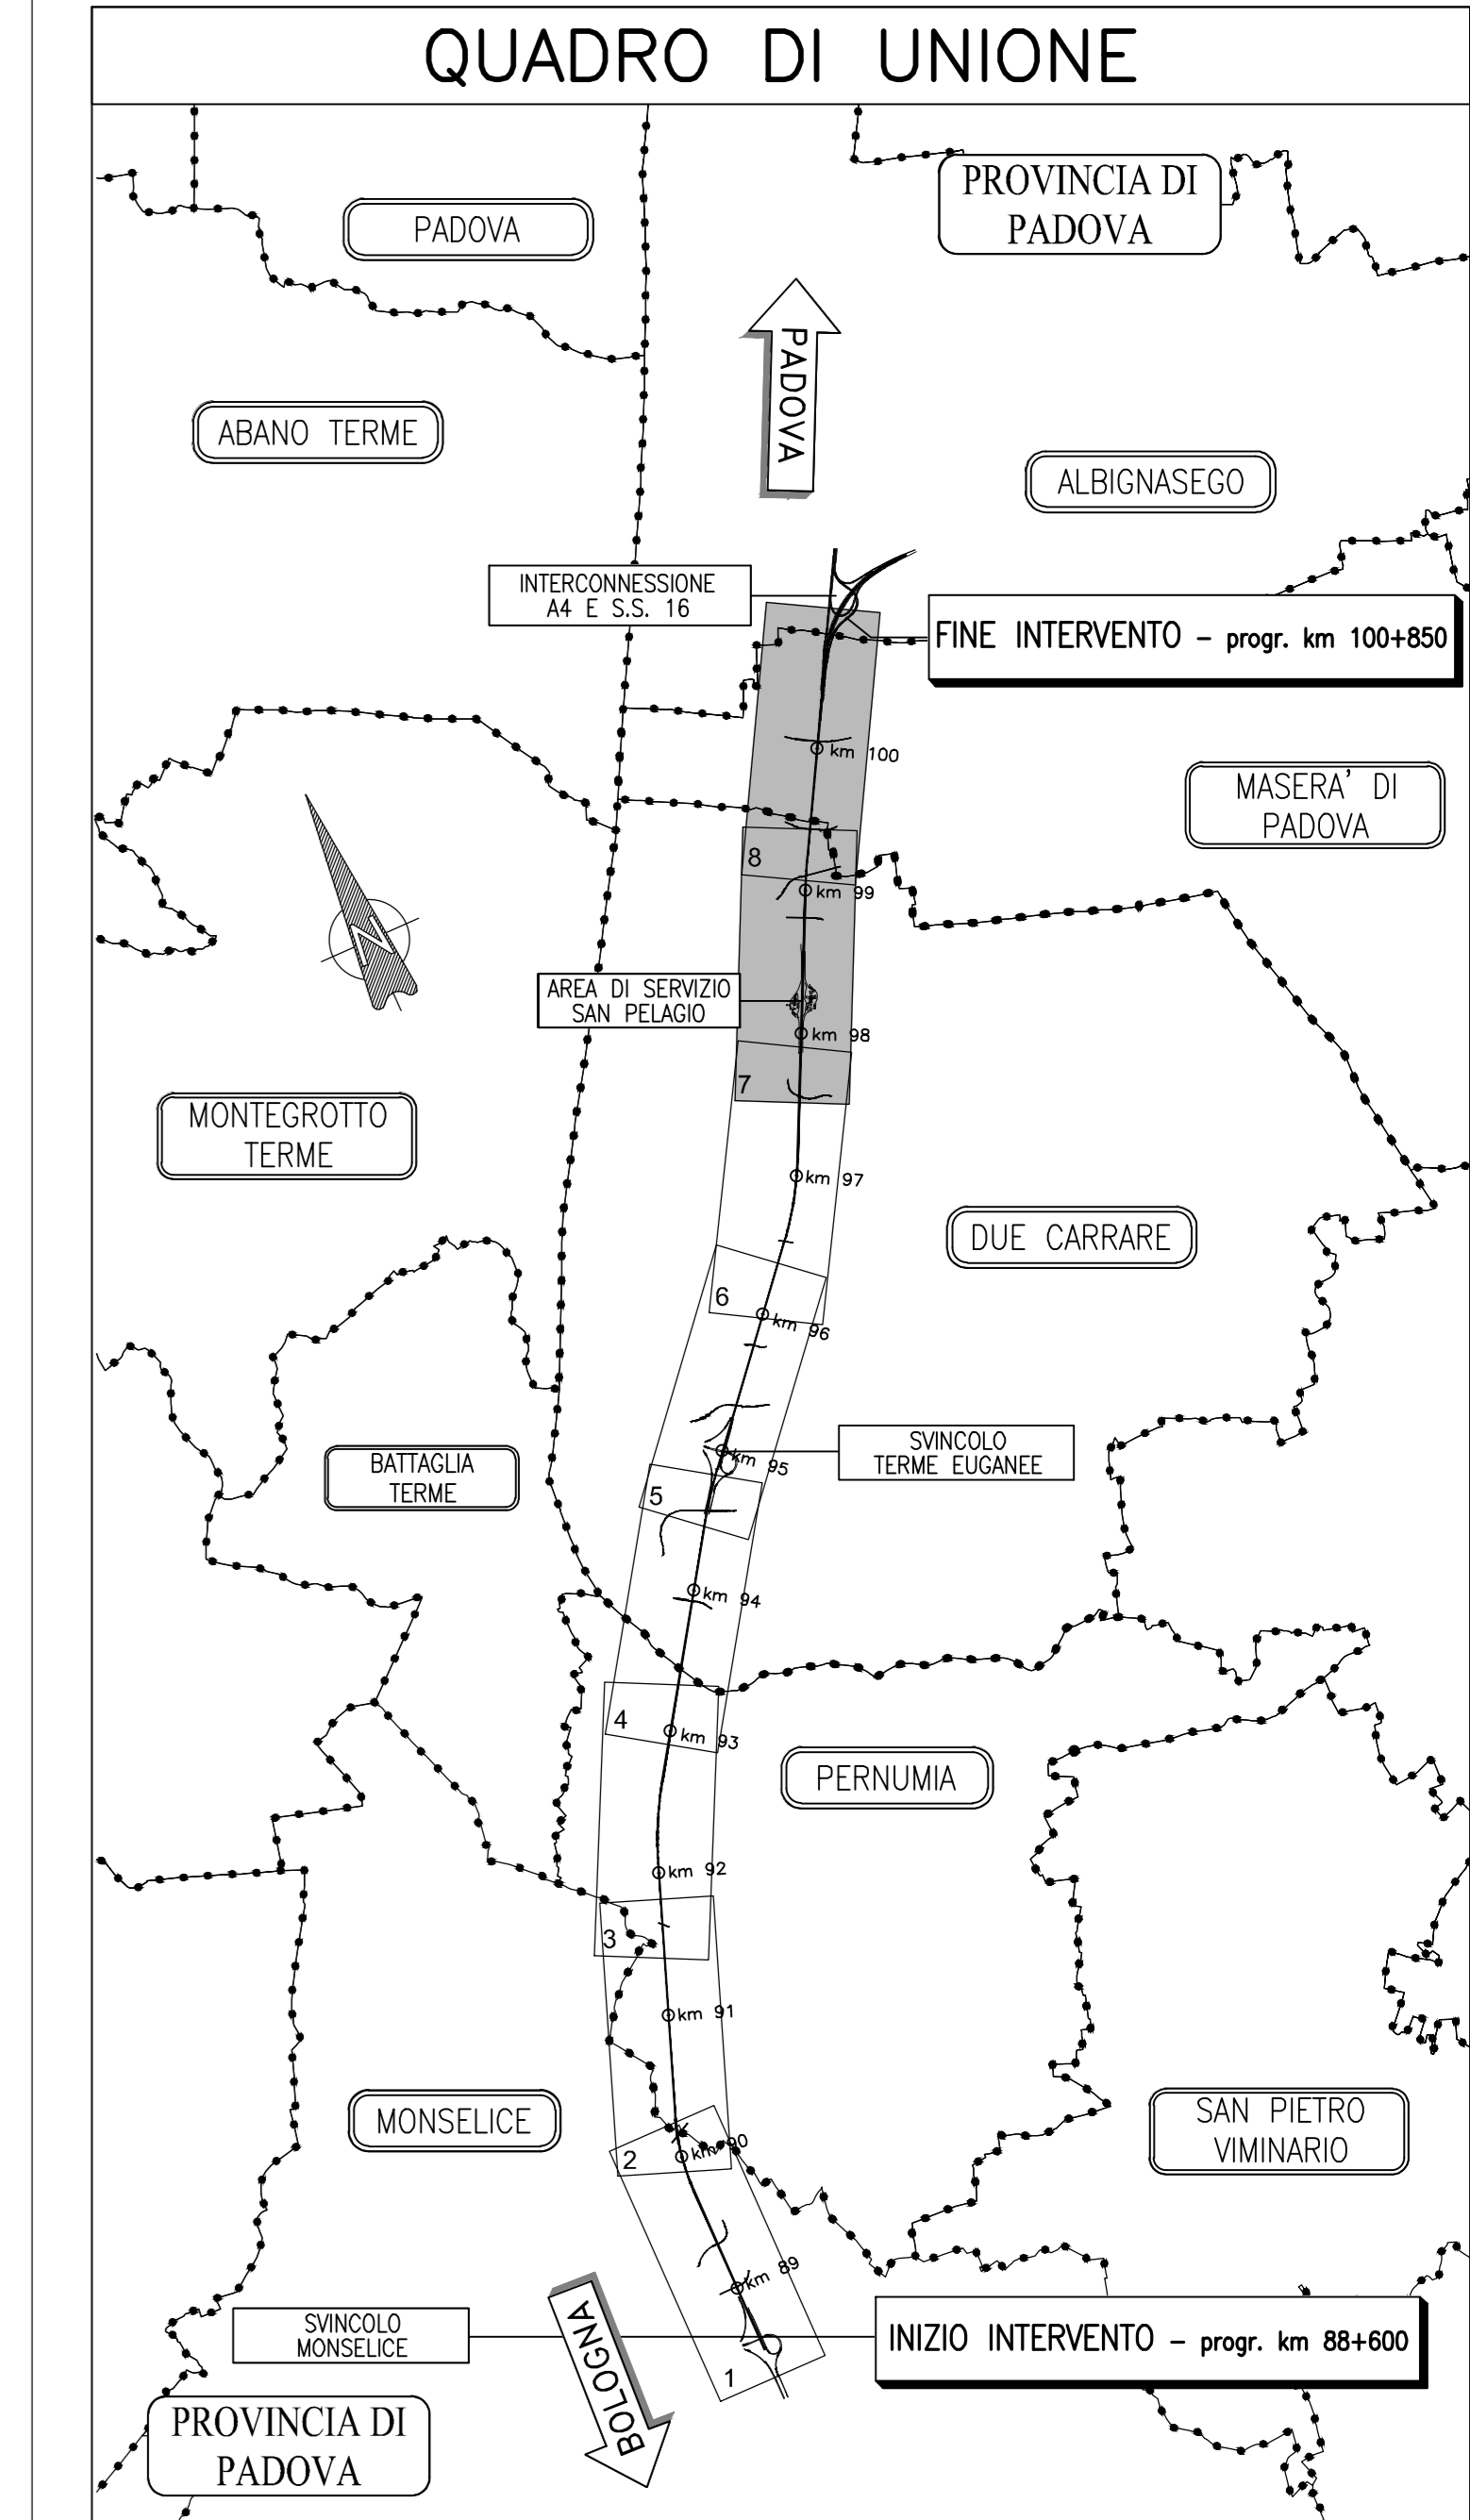 QUADRO DI UNIONE
PROVINCIA DI
PADOVA
PADOVA
PADOVA
ABANO TERME
ALBIGNASEGO
INTERCONNESSIONE
A4 E S.S. 16
FINE INTERVENTO - progr. km 100+850
km 100
MASERA' DI
PADOVA
8
km 99
N
AREA DI SERVIZIO
SAN PELAGIO
km 98
7
MONTEGROTTO
TERME
km 97
DUE CARRARE
6
km 96
SVINCOLO
TERME EUGANEE
BATTAGLIA
TERME
km 95
5
km 94
4
km 93
PERNUMIA
km 92
3
km 91
MONSELICE
SAN PIETRO
VIMINARIO
km 90
2
km 89
SVINCOLO
MONSELICE
BOLOGNA
INIZIO INTERVENTO - progr. km 88+600
1
PROVINCIA DI
PADOVA